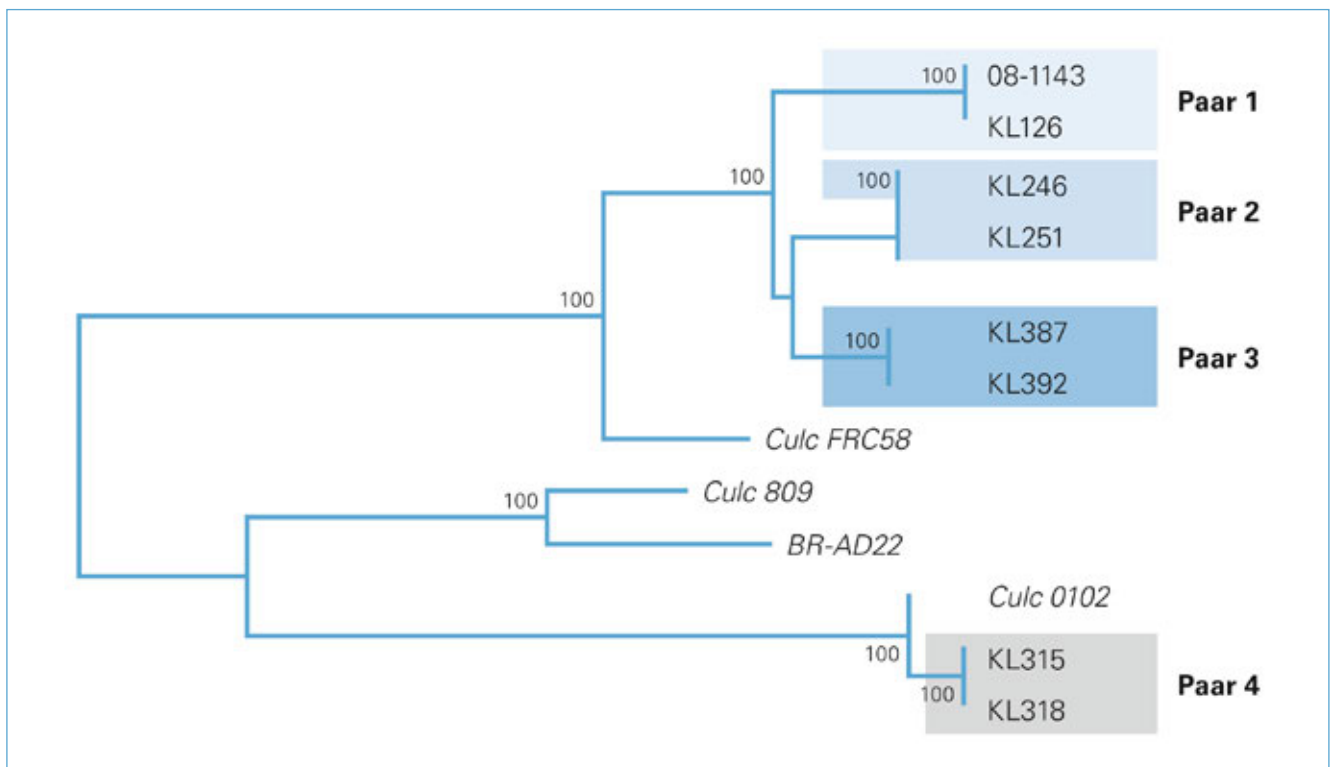 100 08-1143
KL126
Paar 1
100
100 KL246
KL251
Paar 2
100
100 KL387
KL392
Paar 3
Culc FRC58
100 Culc 809
BR-AD22
Culc 0102
100
KL315
100
KL318
Paar 4